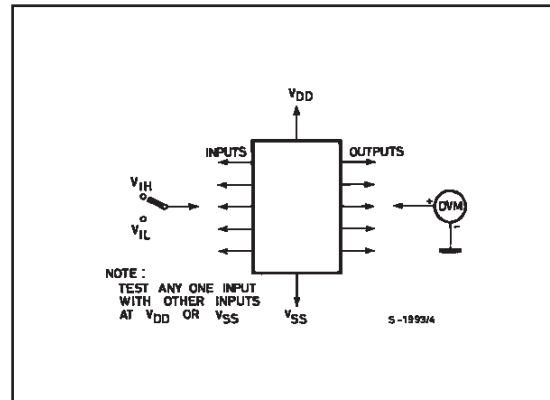 VDD
INPUTS
OUTPUTS
VIH
VIL
+
DVM
-
NOTE :
TEST ANY ONE INPUT
WITH OTHER INPUTS
AT VDD OR VSS
VSS
S-1993/4